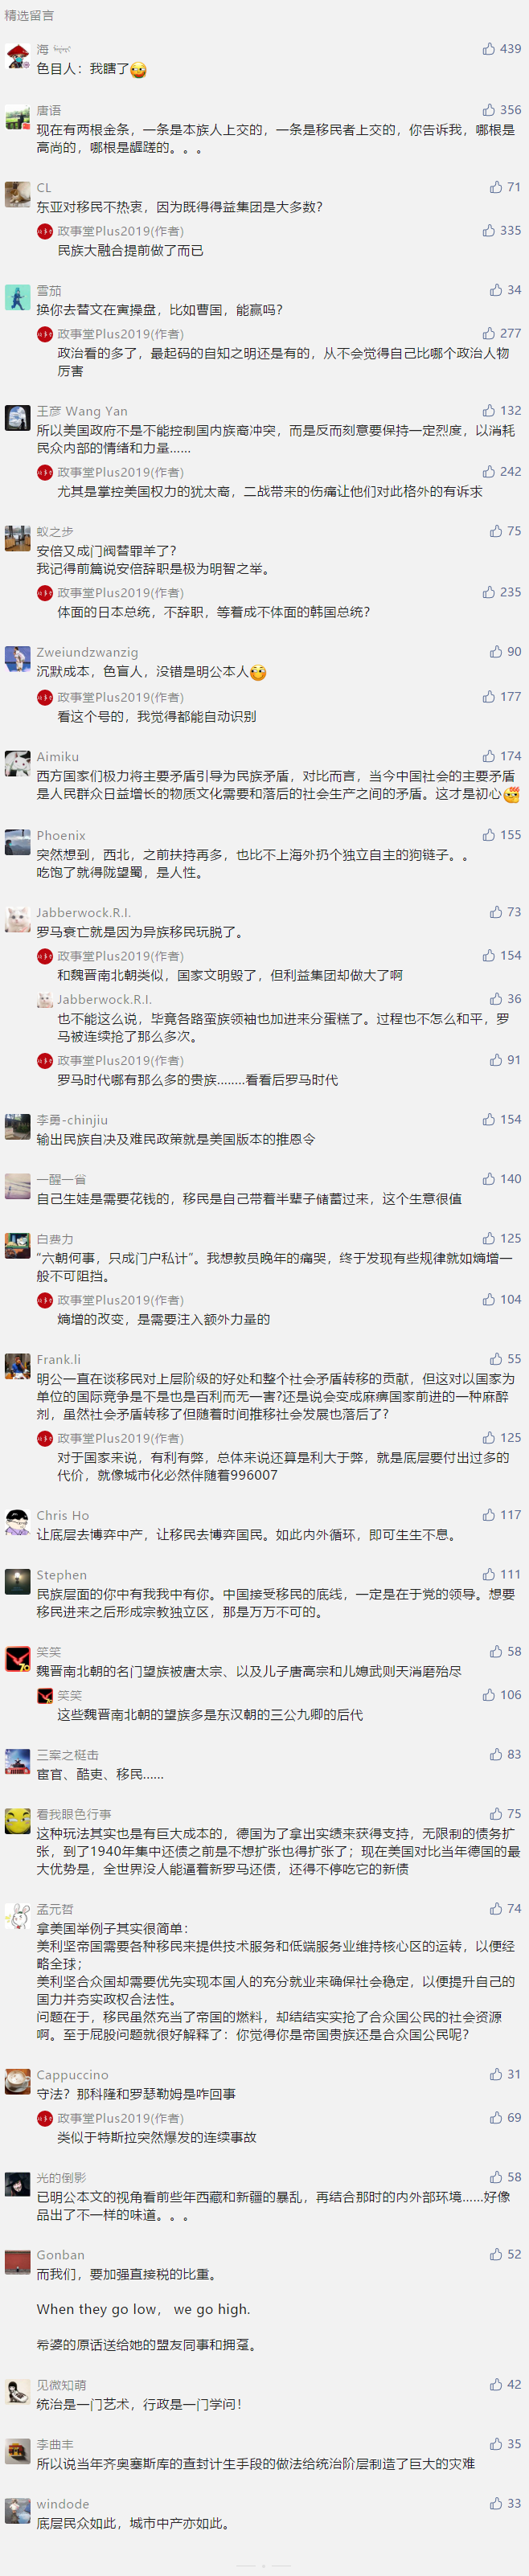 精选留言
海
439
色目人：我瞎了
唐语
356
现在有两根金条，一条是本族人上交的，一条是移民者上交的，你告诉我，哪根是
高尚的，哪根是龌蹉的。。。
CL
71
东亚对移民不热衷，因为既得得益集团是大多数？
政事堂Plus2019(作者)
335
民族大融合提前做了而已
雪茄
34
换你去替文在寅操盘，比如曹国，能赢吗？
政事堂Plus2019(作者)
277
政治看的多了，最起码的自知之明还是有的，从不会觉得自己比哪个政治人物
厉害
王彦 Wang Yan
132
所以美国政府不是不能控制国内族裔冲突，而是反而刻意要保持一定烈度，以消耗
民众内部的情绪和力量……
政事堂Plus2019(作者)
242
尤其是掌控美国权力的犹太裔，二战带来的伤痛让他们对此格外的有诉求
蚁之步
75
安倍又成门阀替罪羊了？
我记得前篇说安倍辞职是极为明智之举。
政事堂Plus2019(作者)
235
体面的日本总统，不辞职，等着成不体面的韩国总统？
Zweiundzwanzig
90
沉默成本，色盲人，没错是明公本人
政事堂Plus2019(作者)
177
看这个号的，我觉得都能自动识别
Aimiku
174
西方国家们极力将主要矛盾引导为民族矛盾，对比而言，当今中国社会的主要矛盾
是人民群众日益增长的物质文化需要和落后的社会生产之间的矛盾。这才是初心
Phoenix
155
突然想到，西北，之前扶持再多，也比不上海外扔个独立自主的狗链子。。
吃饱了就得陇望蜀，是人性。
Jabberwock.R.I.
73
罗马衰亡就是因为异族移民玩脱了。
政事堂Plus2019(作者)
154
和魏晋南北朝类似，国家文明毁了，但利益集团却做大了啊
Jabberwock.R.I.
36
也不能这么说，毕竟各路蛮族领袖也加进来分蛋糕了。过程也不怎么和平，罗
马被连续抢了那么多次。
政事堂Plus2019(作者)
91
罗马时代哪有那么多的贵族........看看后罗马时代
李勇-chinjiu
154
输出民族自决及难民政策就是美国版本的推恩令
一醒一省
140
自己生娃是需要花钱的，移民是自己带着半辈子储蓄过来，这个生意很值
白费力
125
“六朝何事，只成门户私计”。我想教员晚年的痛哭，终于发现有些规律就如熵增一
般不可阻挡。
政事堂Plus2019(作者)
104
熵增的改变，是需要注入额外力量的
Frank.li
55
明公一直在谈移民对上层阶级的好处和整个社会矛盾转移的贡献，但这对以国家为
单位的国际竞争是不是也是百利而无一害?还是说会变成麻痹国家前进的一种麻醉
剂，虽然社会矛盾转移了但随着时间推移社会发展也落后了？
政事堂Plus2019(作者)
125
对于国家来说，有利有弊，总体来说还算是利大于弊，就是底层要付出过多的
代价，就像城市化必然伴随着996007
Chris Ho
117
让底层去博弈中产，让移民去博弈国民。如此内外循环，即可生生不息。
Stephen
111
民族层面的你中有我我中有你。中国接受移民的底线，一定是在于党的领导。想要
移民进来之后形成宗教独立区，那是万万不可的。
笑笑
58
魏晋南北朝的名门望族被唐太宗、以及儿子唐高宗和儿媳武则天消磨殆尽
笑笑
106
这些魏晋南北朝的望族多是东汉朝的三公九卿的后代
三案之梃击
83
宦官、酷吏、移民……
看我眼色行事
75
这种玩法其实也是有巨大成本的，德国为了拿出实绩来获得支持，无限制的债务扩
张，到了1940年集中还债之前是不想扩张也得扩张了；现在美国对比当年德国的最
大优势是，全世界没人能逼着新罗马还债，还得不停吃它的新债
孟元哲
74
拿美国举例子其实很简单：
美利坚帝国需要各种移民来提供技术服务和低端服务业维持核心区的运转，以便经
略全球；
美利坚合众国却需要优先实现本国人的充分就业来确保社会稳定，以便提升自己的
国力并夯实政权合法性。
问题在于，移民虽然充当了帝国的燃料，却结结实实抢了合众国公民的社会资源
啊。至于屁股问题就很好解释了：你觉得你是帝国贵族还是合众国公民呢？
Cappuccino
31
守法？那科隆和罗瑟勒姆是咋回事
政事堂Plus2019(作者)
69
类似于特斯拉突然爆发的连续事故
光的倒影
58
已明公本文的视角看前些年西藏和新疆的暴乱，再结合那时的内外部环境……好像
品出了不一样的味道。。。
Gonban
52
而我们，要加强直接税的比重。
When they go low， we go high.
希婆的原话送给她的盟友同事和拥趸。
见微知萌
42
统治是一门艺术，行政是一门学问！
李曲丰
35
所以说当年齐奥塞斯库的查封计生手段的做法给统治阶层制造了巨大的灾难
windode
33
底层民众如此，城市中产亦如此。